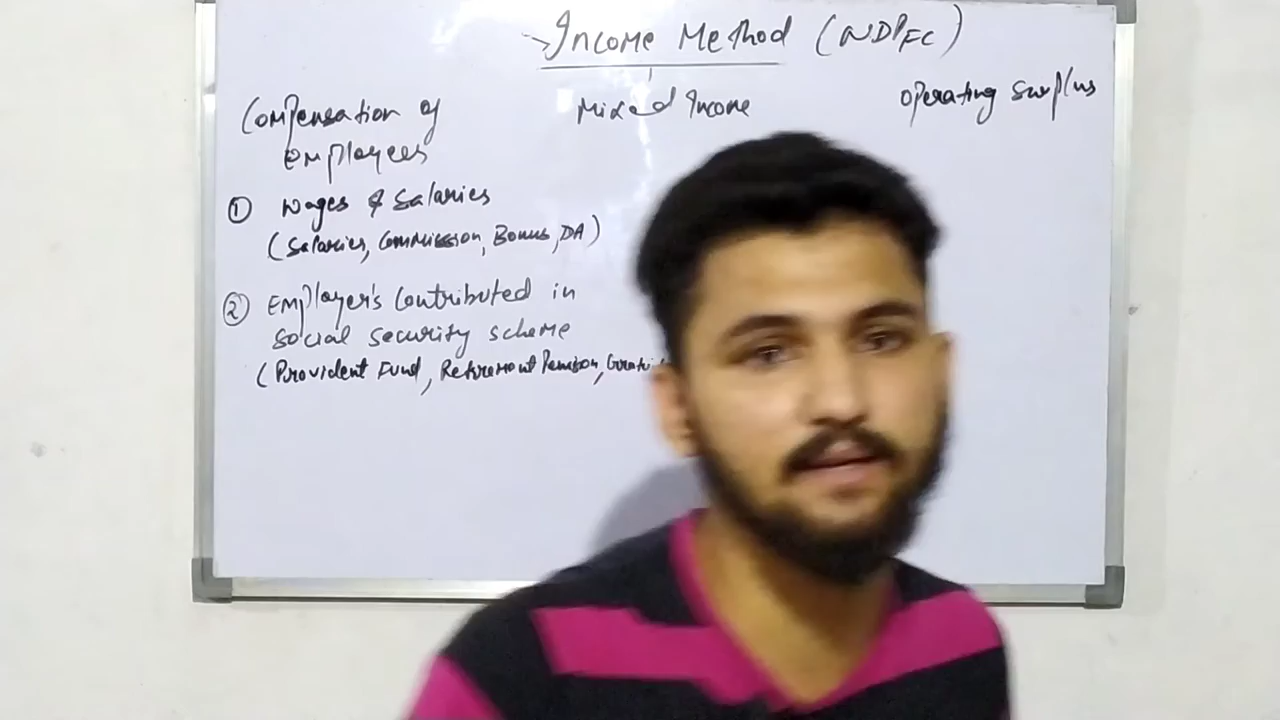 Income Method (NDPFC)
Compensation of Employees
Mixed Income
Operating Surplus
① Wages & Salaries
(Salaries, Commission, Bonus, DA)
② Employer's Contributed in
Social Security scheme
(Provident Fund, Retirement Pension,